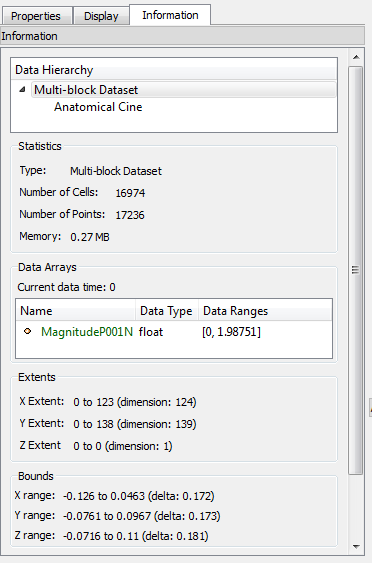 Properties Display Information
Information
Data Hierarchy
Multi-block Dataset
Anatomical Cine
Statistics
Type: Multi-block Dataset
Number of Cells: 16974
Number of Points: 17236
Memory: 0.27 MB
Data Arrays
Current data time: 0
Name Data Type Data Ranges
MagnitudeP001N float [0, 1.98751]
Extents
X Extent: 0 to 123 (dimension: 124)
Y Extent: 0 to 138 (dimension: 139)
Z Extent 0 to 0 (dimension: 1)
Bounds
X range: -0.126 to 0.0463 (delta: 0.172)
Y range: -0.0761 to 0.0967 (delta: 0.173)
Z range: -0.0716 to 0.11 (delta: 0.181)